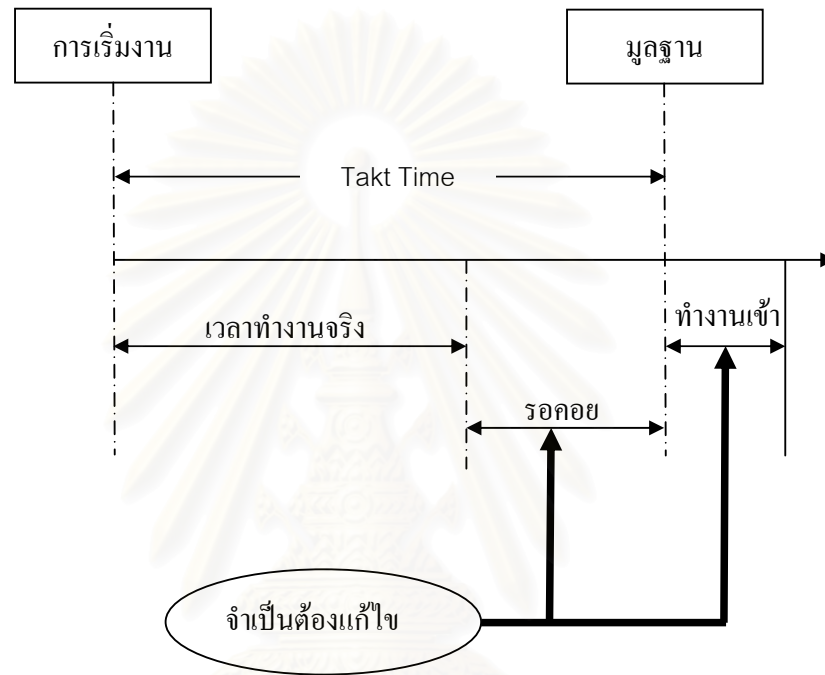 การเริ่มงาน
มูลฐาน
Takt Time
ทำงานเข้า
เวลาทำงานจริง
รอคอย
จำเป็นต้องแก้ไข